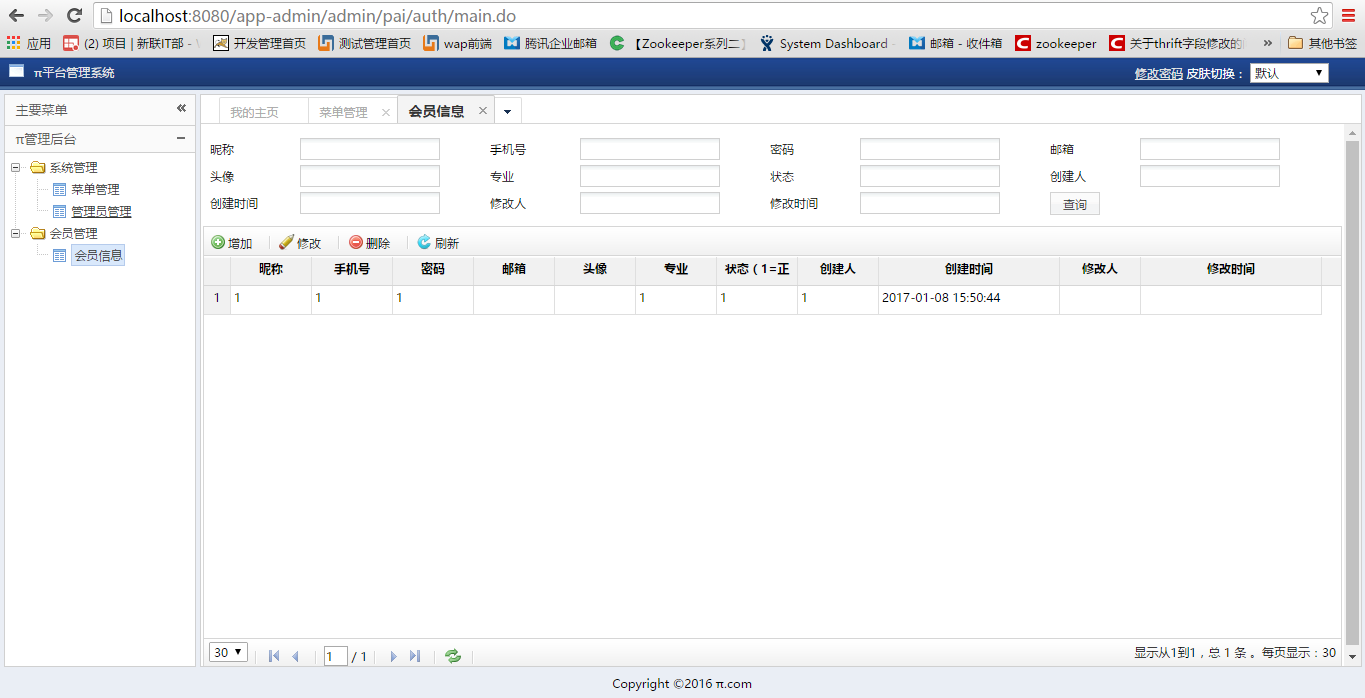 localhost:8080/app-admin/admin/pai/auth/main.do
应用 (2) 项目 | 新联IT部 - 开发管理首页 测试管理首页 wap前端 腾讯企业邮箱 【Zookeeper系列二】 System Dashboard 邮箱 - 收件箱 zookeeper 关于thrift字段修改的 » 其他书签
π平台管理系统 修改密码 皮肤切换： 默认
主要菜单
π管理后台
系统管理
菜单管理
管理员管理
会员管理
会员信息
我的主页 菜单管理 会员信息
昵称 手机号 密码 邮箱
头像 专业 状态 创建人
创建时间 修改人 修改时间 查询
增加 修改 删除 刷新
昵称 手机号 密码 邮箱 头像 专业 状态（1=正 创建人 创建时间 修改人 修改时间
1 1 1 1 1 1 1 2017-01-08 15:50:44
30 1 / 1 显示从1到1，总 1 条 。每页显示：30
Copyright ©2016 π.com